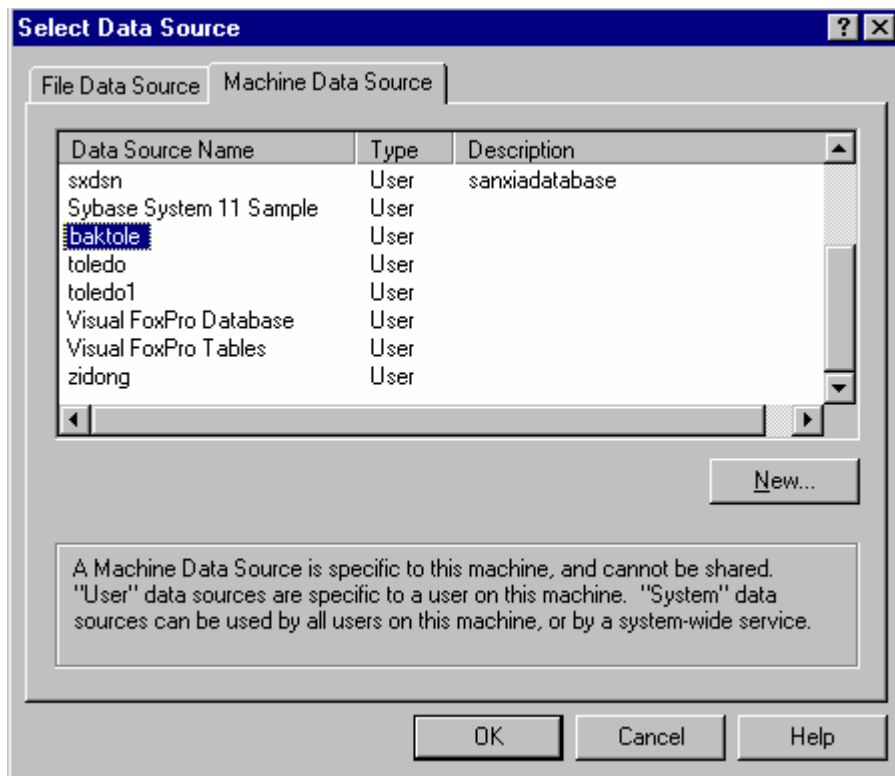 Select Data Source
File Data Source Machine Data Source
Data Source Name Type Description
sxdsn User sanxiadatabase
Sybase System 11 Sample User
baktole User
toledo User
toledo1 User
Visual FoxPro Database User
Visual FoxPro Tables User
zidong User
New...
A Machine Data Source is specific to this machine, and cannot be shared.
"User" data sources are specific to a user on this machine. "System" data
sources can be used by all users on this machine, or by a system-wide service.
OK Cancel Help